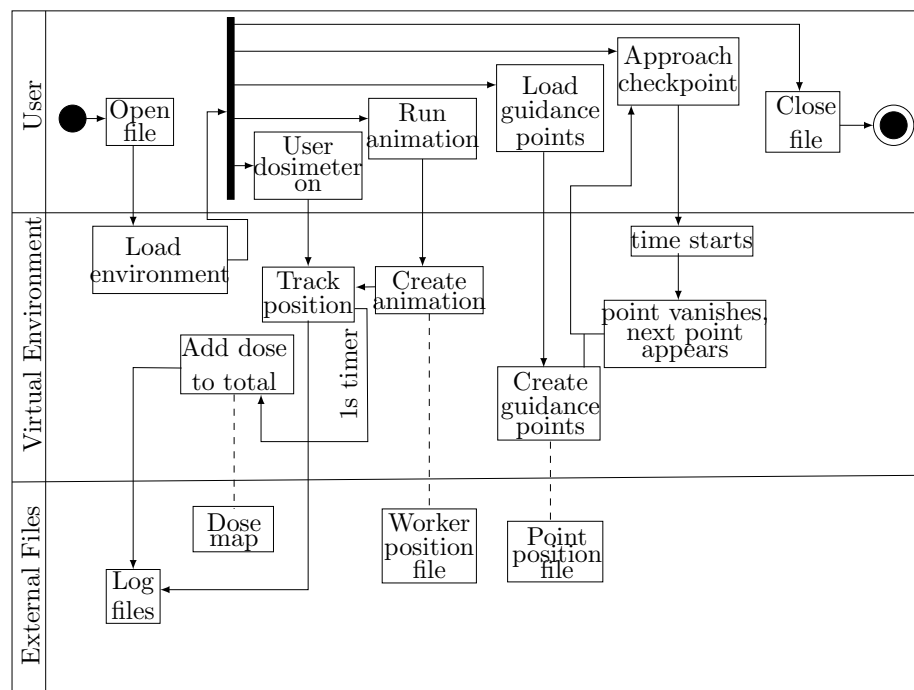 User
Open
file
User
dosimeter
on
Run
animation
Load
guidance
points
Approach
checkpoint
Close
file
Virtual Environment
Load
environment
Track
position
Create
animation
time starts
point vanishes,
next point
appears
Add dose
to total
1s timer
Create
guidance
points
External Files
Dose
map
Worker
position
file
Point
position
file
Log
files